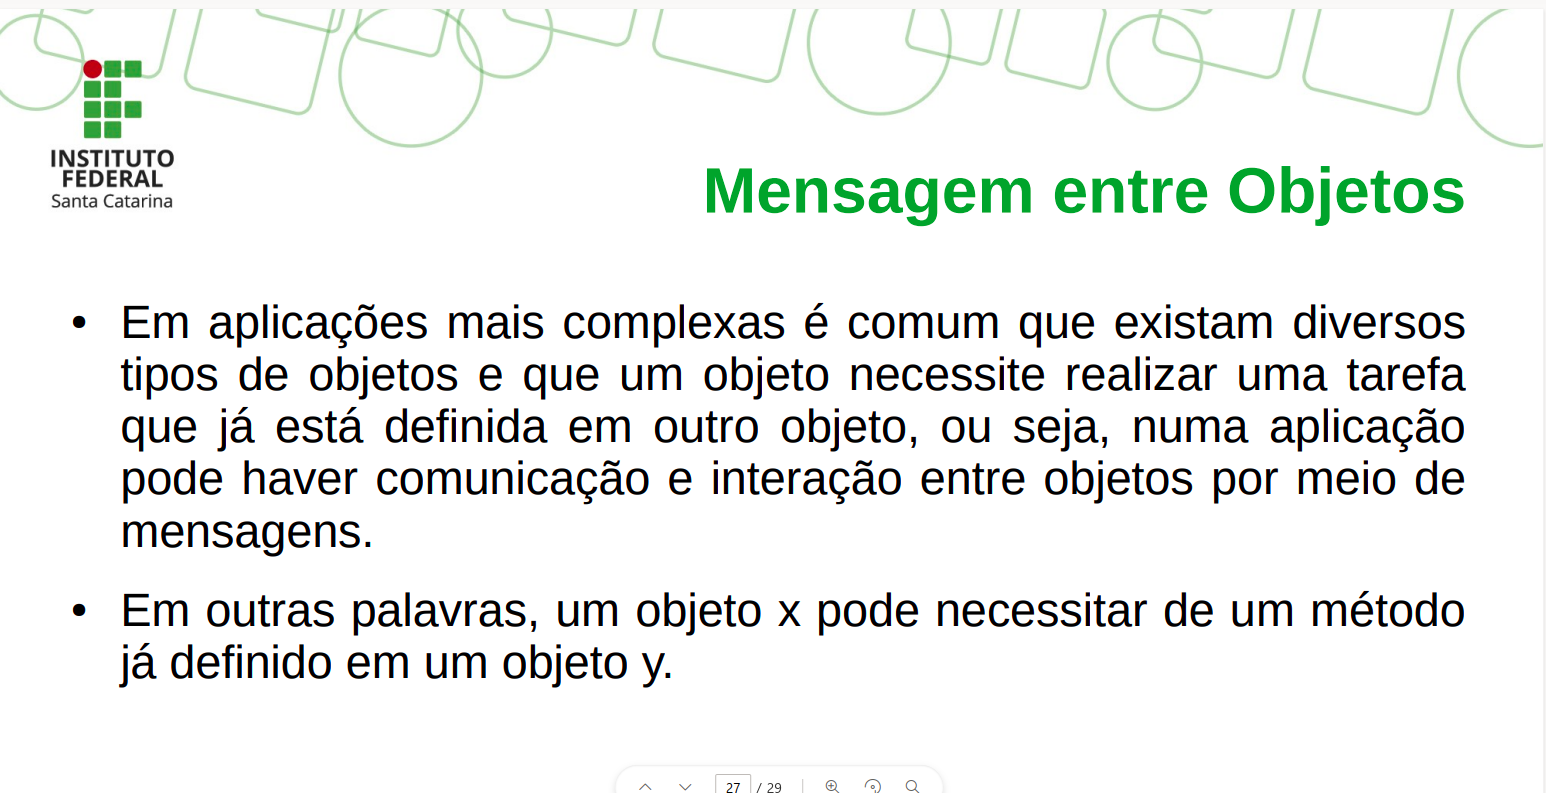 INSTITUTO
FEDERAL
Santa Catarina
Mensagem entre Objetos
• Em aplicações mais complexas é comum que existam diversos
tipos de objetos e que um objeto necessite realizar uma tarefa
que já está definida em outro objeto, ou seja, numa aplicação
pode haver comunicação e interação entre objetos por meio de
mensagens.
• Em outras palavras, um objeto x pode necessitar de um método
já definido em um objeto y.
27 / 29